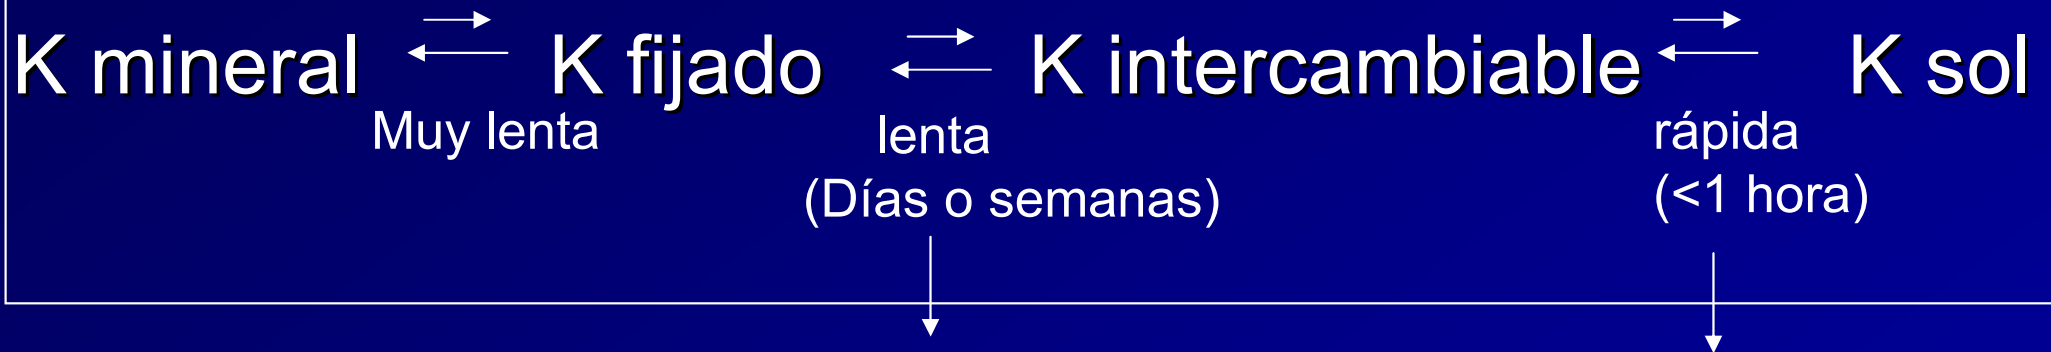 K mineral K fijado K intercambiable K sol
Muy lenta lenta rápida
(Días o semanas) (<1 hora)